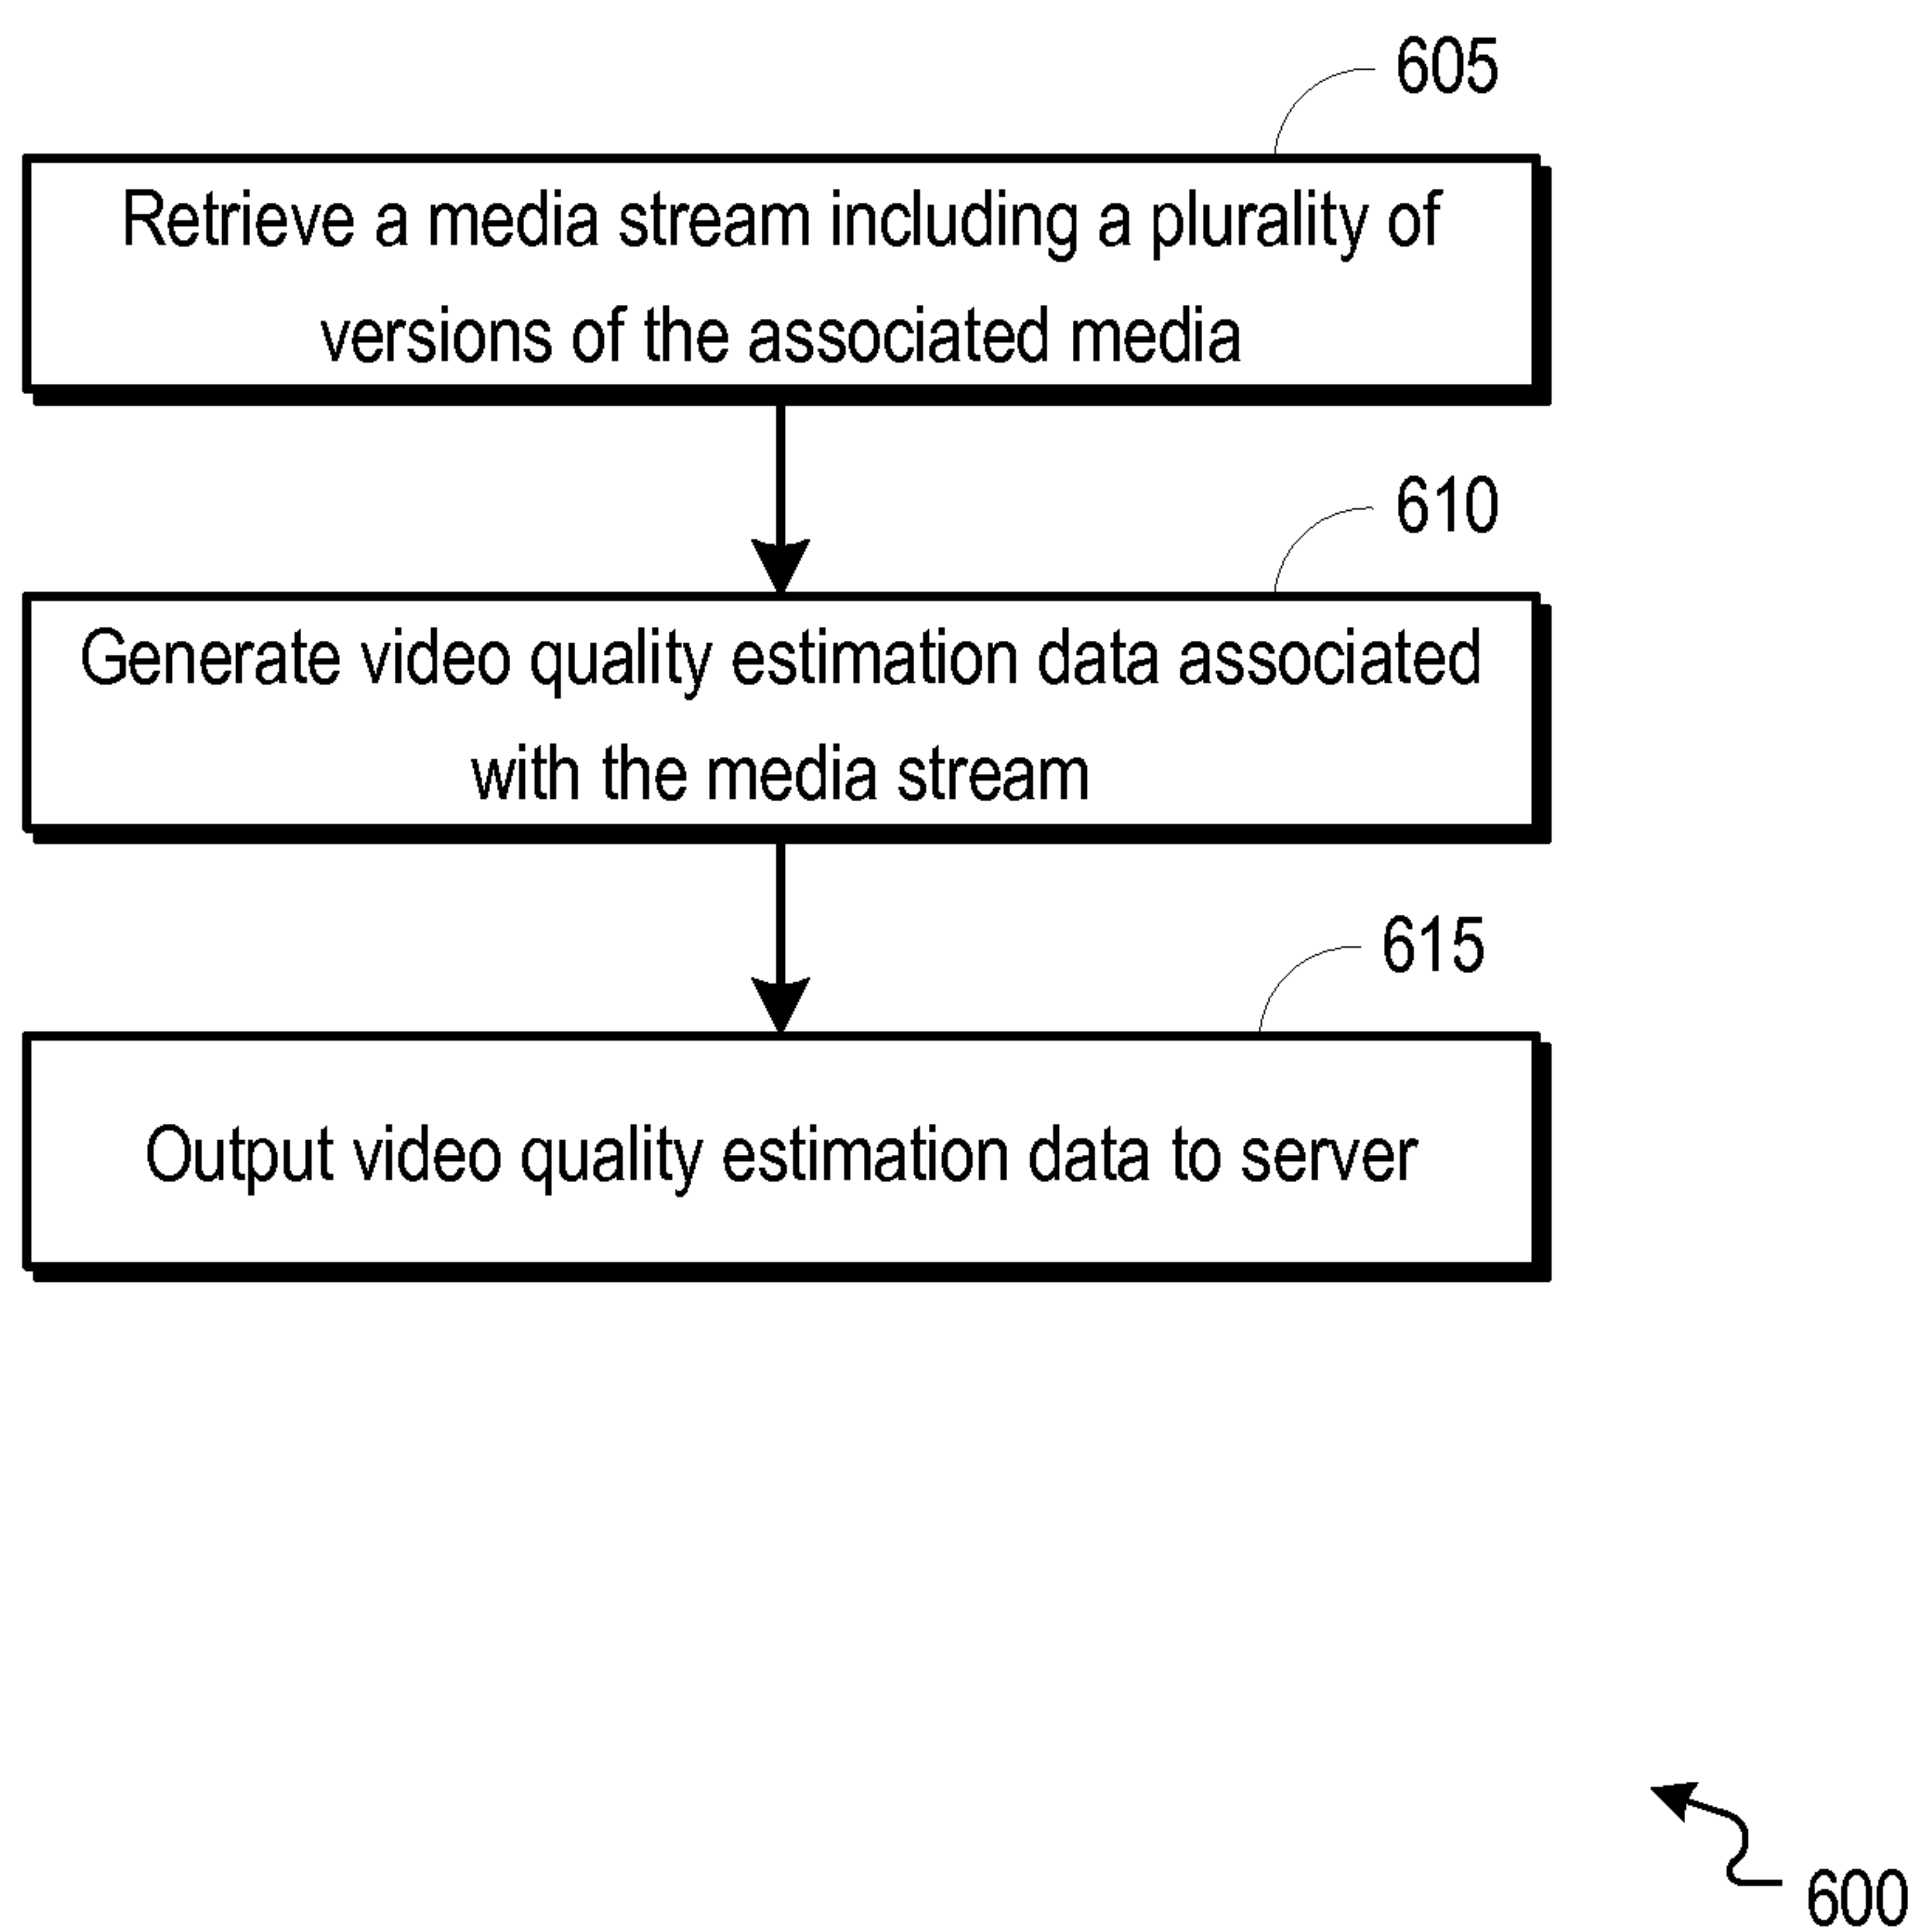 605
Retrieve a media stream including a plurality of
versions of the associated media
610
Generate video quality estimation data associated
with the media stream
615
Output video quality estimation data to server
600